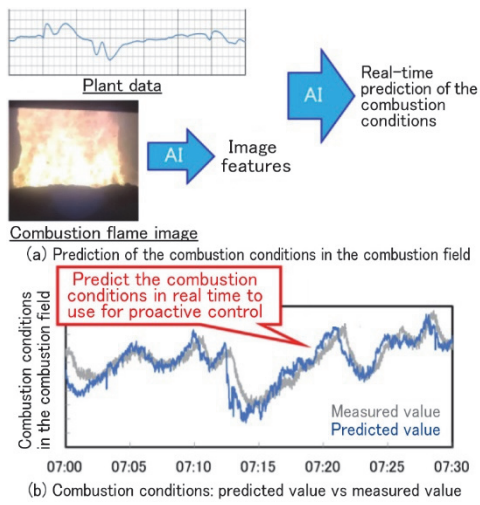 Plant data
AI
Real-time
prediction of the
combustion
conditions
AI
Image
features
Combustion flame image
(a) Prediction of the combustion conditions in the combustion field
Predict the combustion
conditions in real time to
use for proactive control
Combustion conditions
in the combustion field
Measured value
Predicted value
07:00 07:05 07:10 07:15 07:20 07:25 07:30
(b) Combustion conditions: predicted value vs measured value